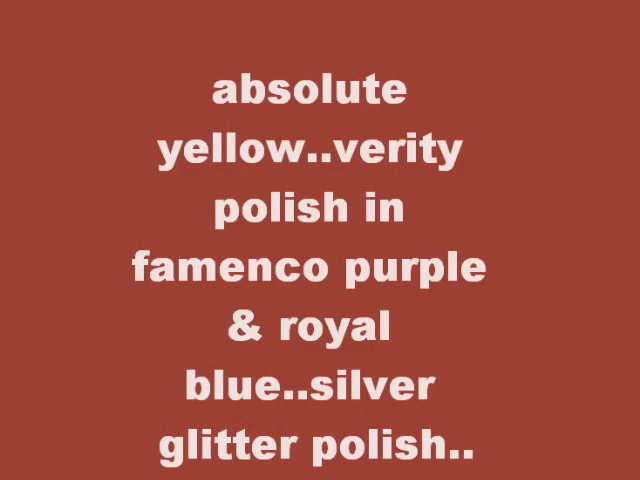 absolute
yellow..verity
polish in
famenco purple
& royal
blue..silver
glitter polish..